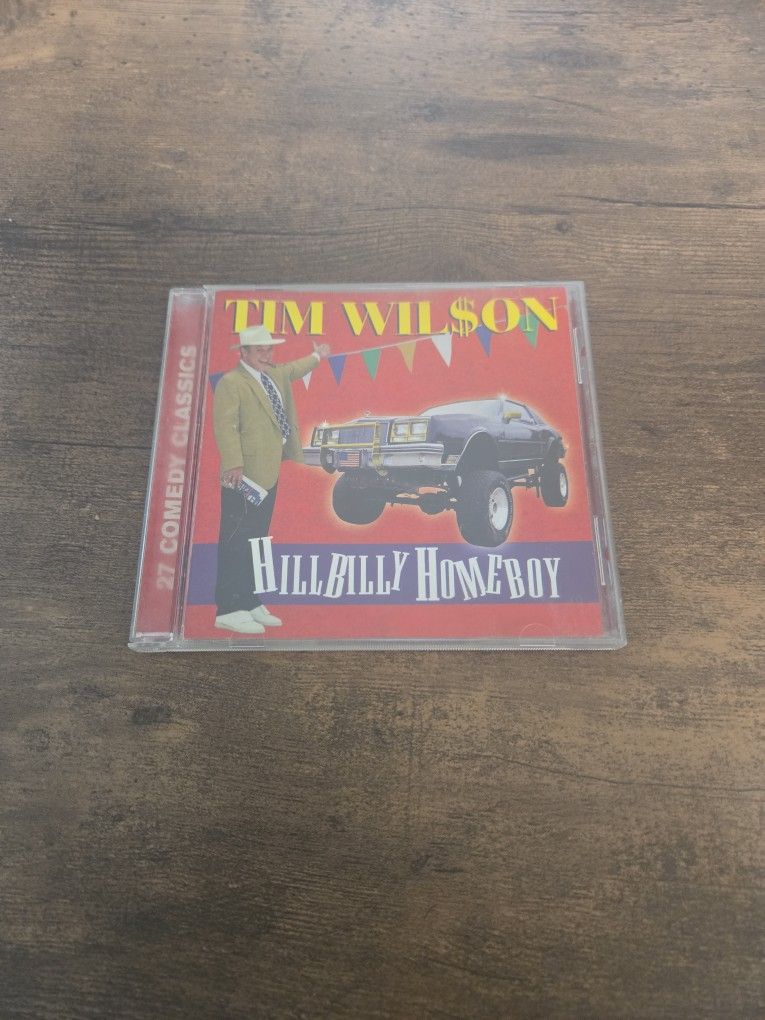 TIM WIL$ON
27 COMEDY CLASSICS
HILLBILLY HOMEBOY